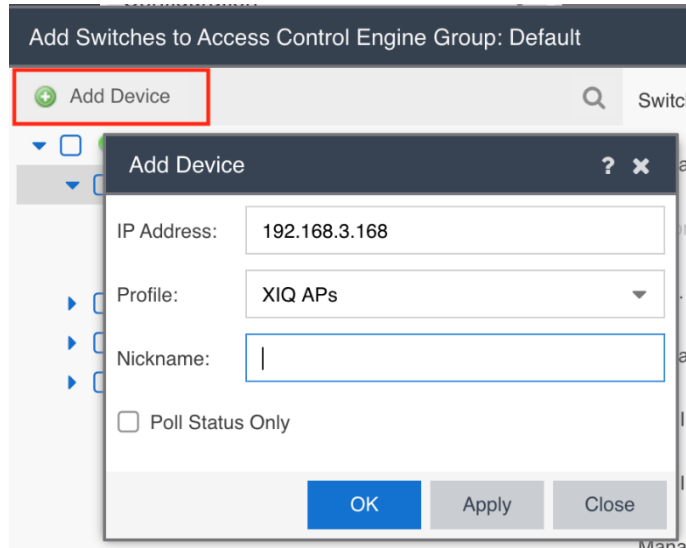 Add Switches to Access Control Engine Group: Default
Add Device
Switc
Add Device
? ×
IP Address: 192.168.3.168
Profile: XIQ APs
Nickname:
Poll Status Only
OK Apply Close